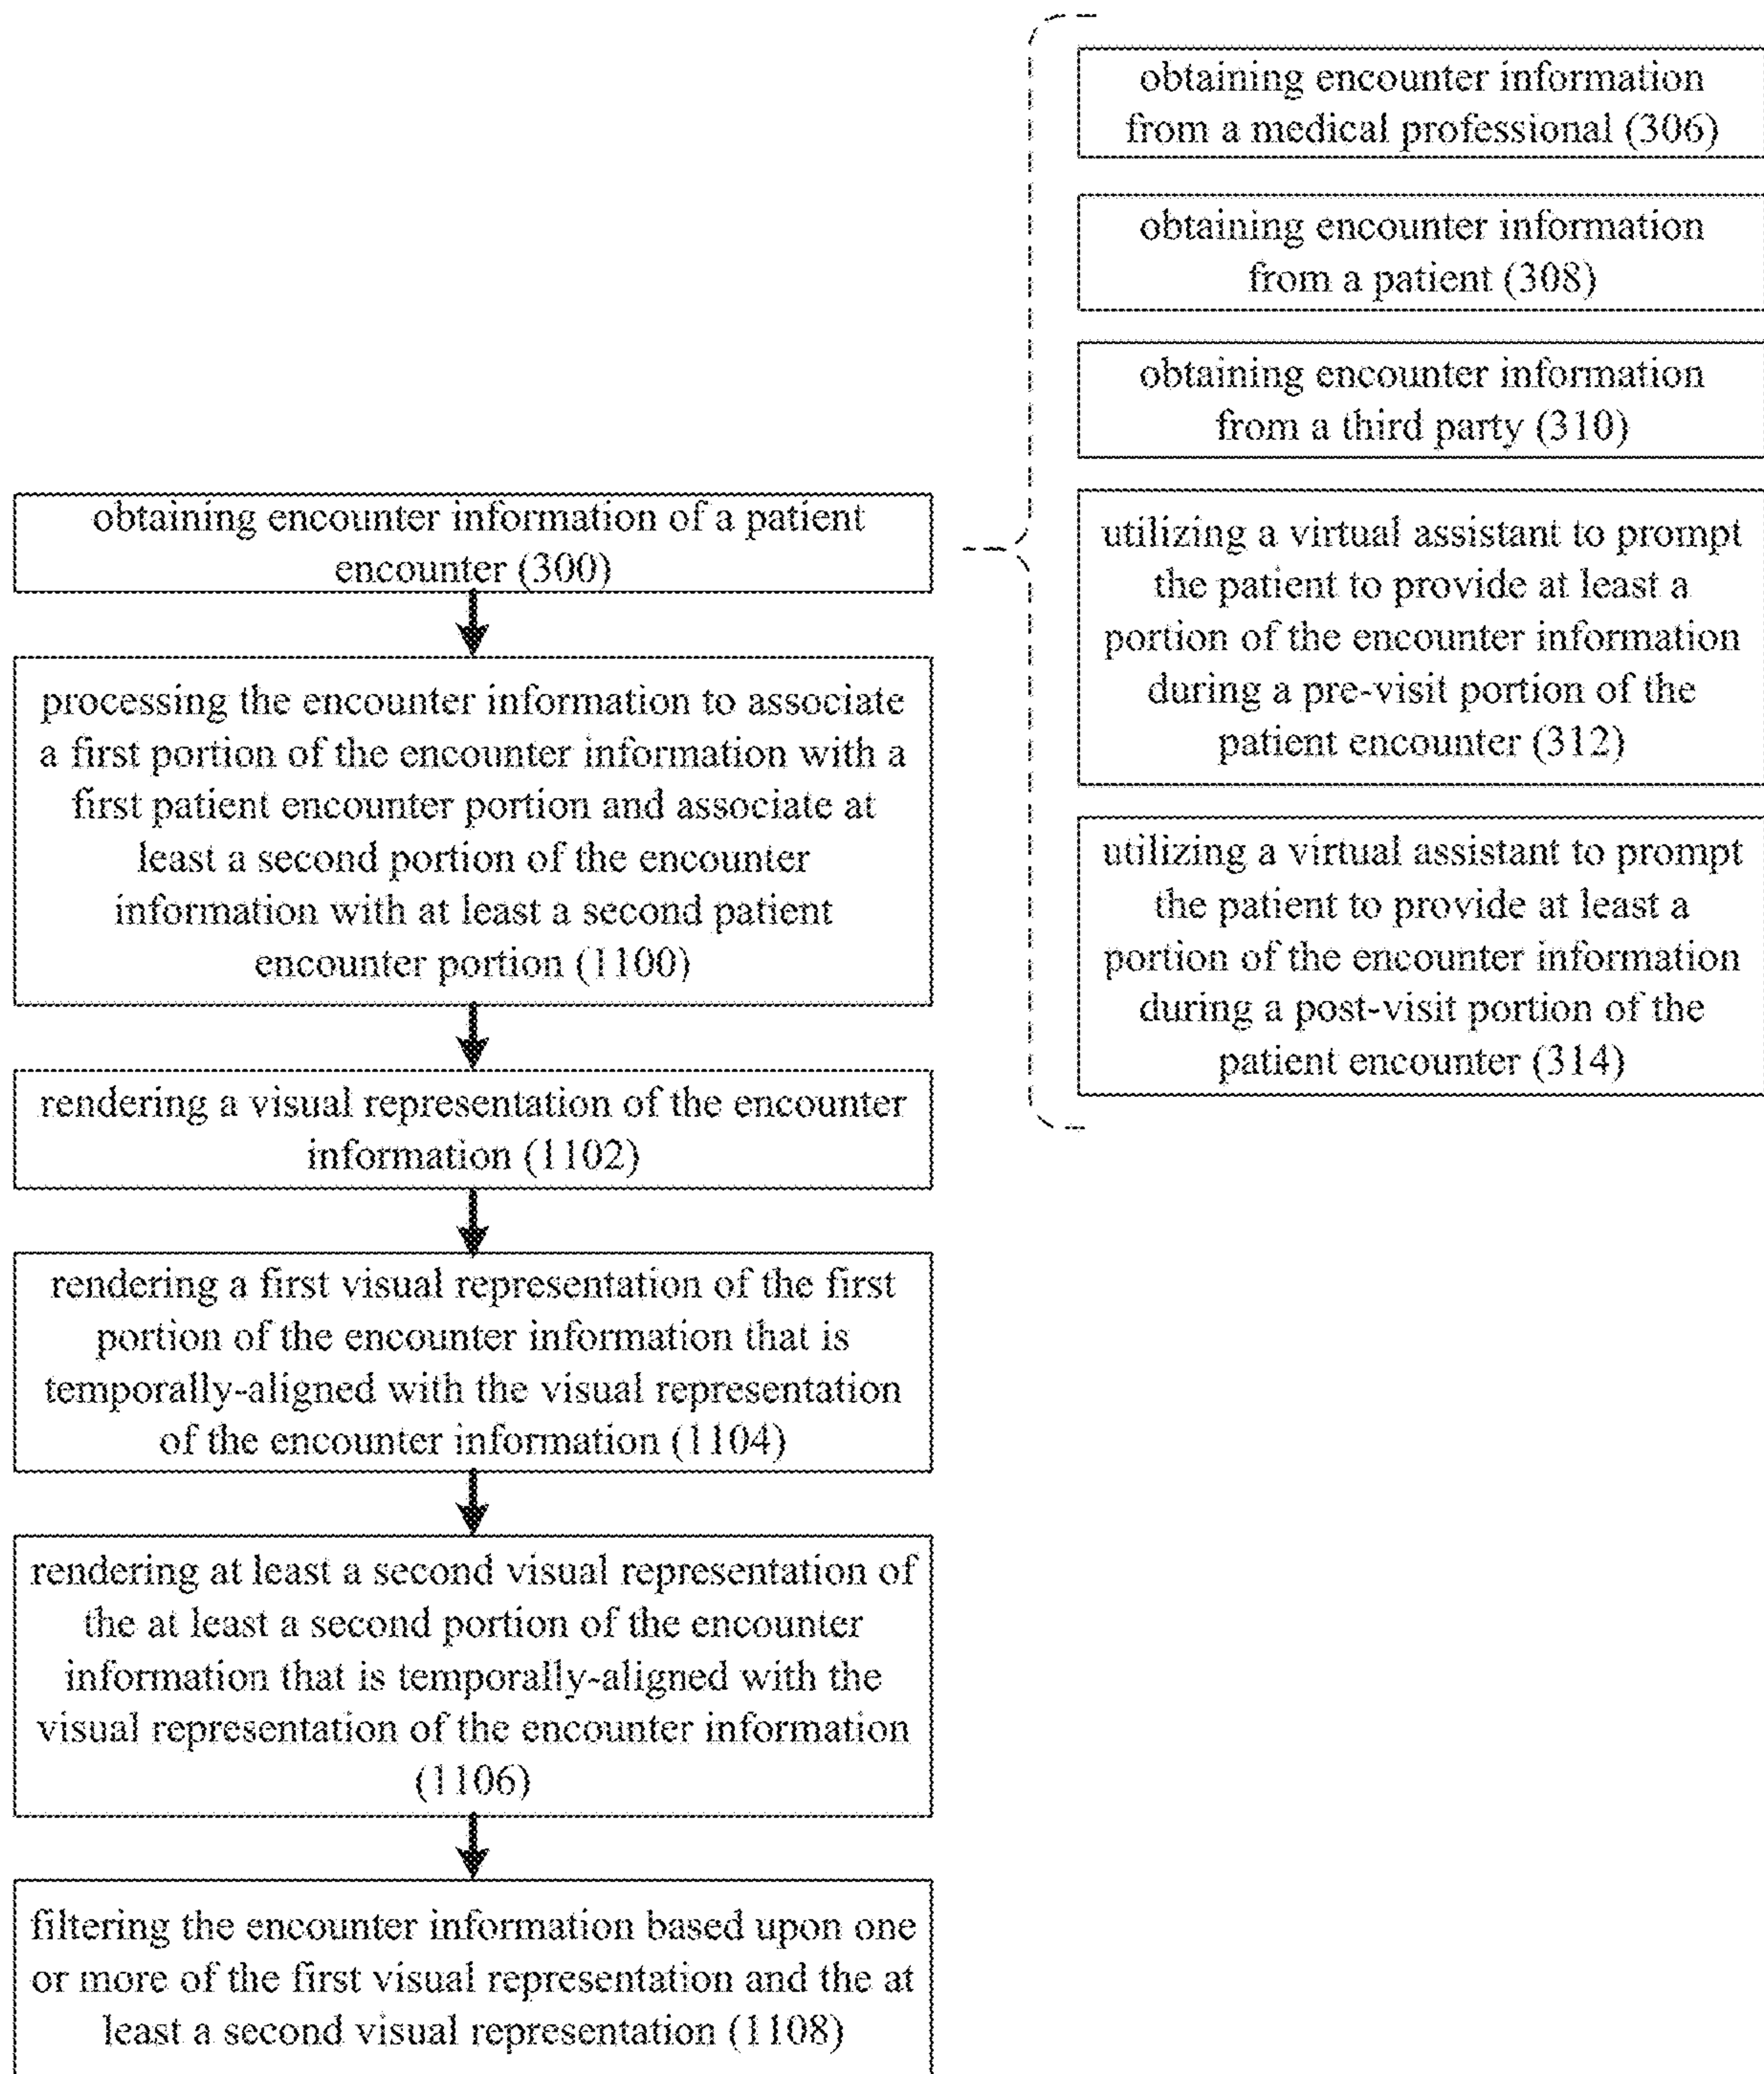 obtaining encounter information of a patient
encounter (300)
processing the encounter information to associate
a first portion of the encounter information with a
first patient encounter portion and associate at
least a second portion of the encounter
information with at least a second patient
encounter portion (1100)
rendering a visual representation of the encounter
information (1102)
rendering a first visual representation of the first
portion of the encounter information that is
temporally-aligned with the visual representation
of the encounter information (1104)
rendering at least a second visual representation of
the at least a second portion of the encounter
information that is temporally-aligned with the
visual representation of the encounter information
(1106)
filtering the encounter information based upon one
or more of the first visual representation and the at
least a second visual representation (1108)
obtaining encounter information
from a medical professional (306)
obtaining encounter information
from a patient (308)
obtaining encounter information
from a third party (310)
utilizing a virtual assistant to prompt
the patient to provide at least a
portion of the encounter information
during a pre-visit portion of the
patient encounter (312)
utilizing a virtual assistant to prompt
the patient to provide at least a
portion of the encounter information
during a post-visit portion of the
patient encounter (314)